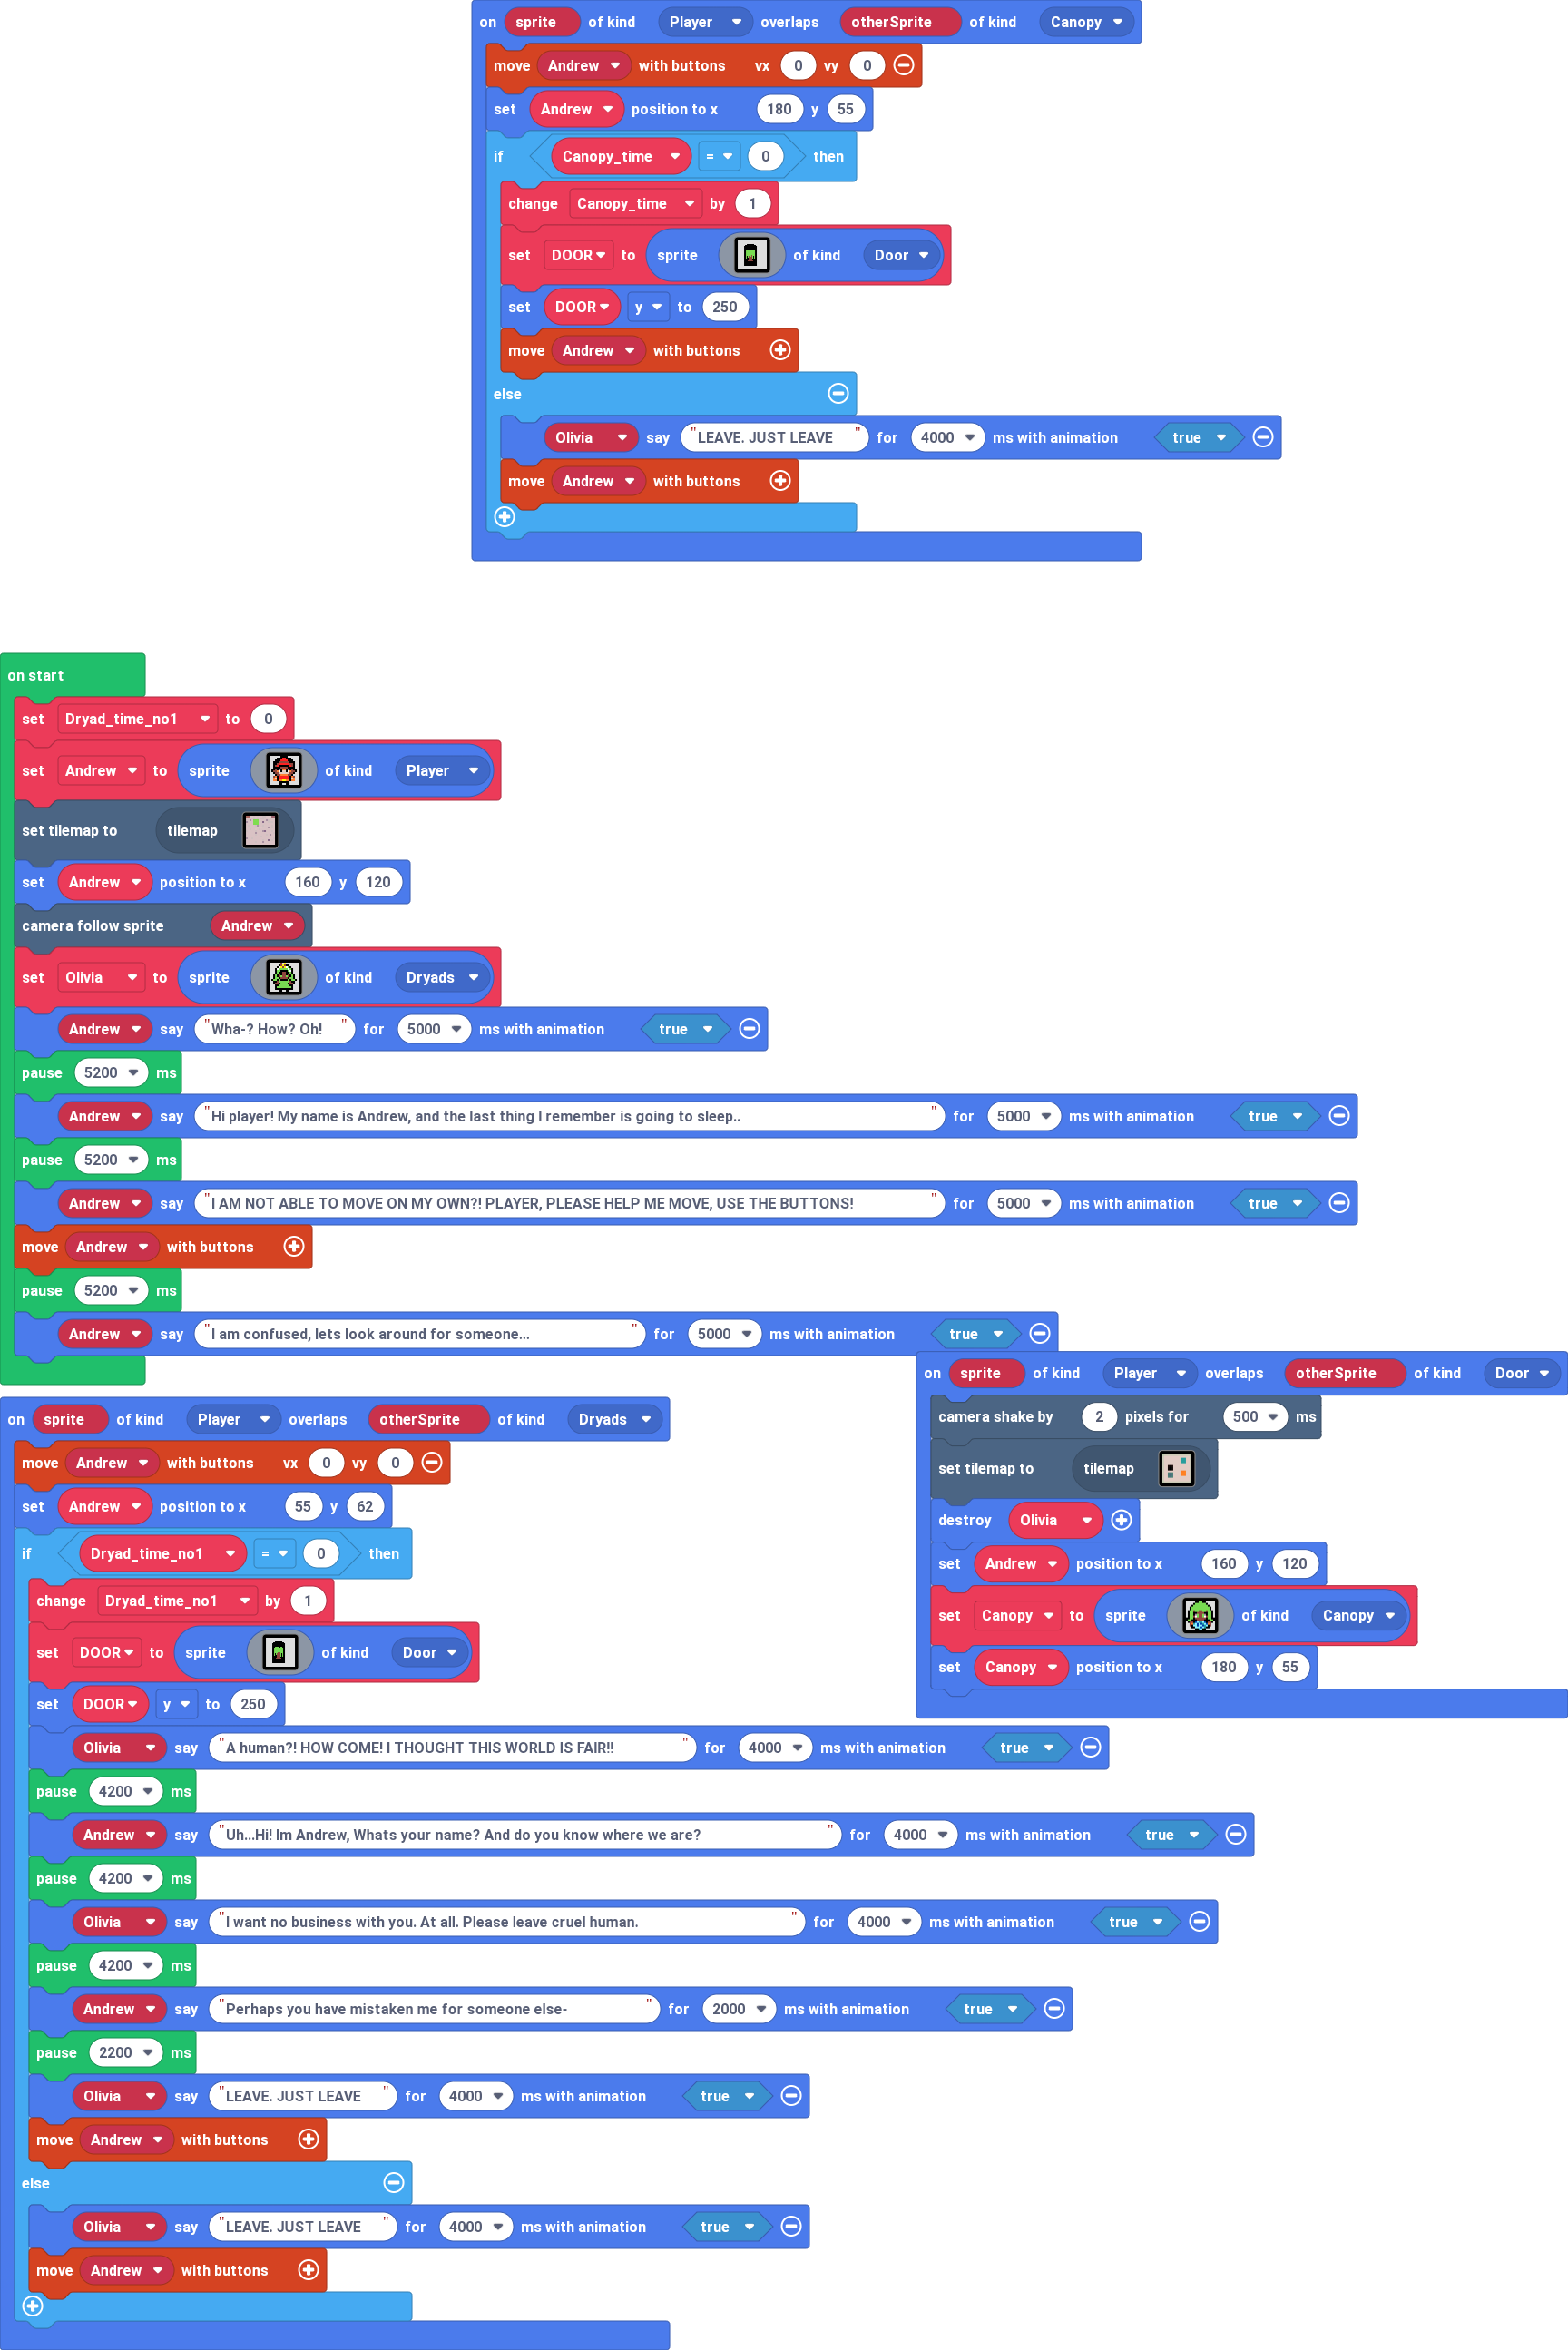 on sprite of kind Player overlaps otherSprite of kind Canopy
move Andrew with buttons vx 0 vy 0
set Andrew position to x 180 y 55
if Canopy_time = 0 then
change Canopy_time by 1
set DOOR to sprite of kind Door
set DOOR y to 250
move Andrew with buttons
else
Olivia say "LEAVE. JUST LEAVE" for 4000 ms with animation true
move Andrew with buttons
on start
set Dryad_time_no1 to 0
set Andrew to sprite of kind Player
set tilemap to tilemap
set Andrew position to x 160 y 120
camera follow sprite Andrew
set Olivia to sprite of kind Dryads
Andrew say "Wha-? How? Oh!" for 5000 ms with animation true
pause 5200 ms
Andrew say "Hi player! My name is Andrew, and the last thing I remember is going to sleep.." for 5000 ms with animation true
pause 5200 ms
Andrew say "I AM NOT ABLE TO MOVE ON MY OWN?! PLAYER, PLEASE HELP ME MOVE, USE THE BUTTONS!" for 5000 ms with animation true
move Andrew with buttons
pause 5200 ms
Andrew say "I am confused, lets look around for someone..." for 5000 ms with animation true
on sprite of kind Player overlaps otherSprite of kind Door
camera shake by 2 pixels for 500 ms
set tilemap to tilemap
destroy Olivia
set Andrew position to x 160 y 120
set Canopy to sprite of kind Canopy
set Canopy position to x 180 y 55
on sprite of kind Player overlaps otherSprite of kind Dryads
move Andrew with buttons vx 0 vy 0
set Andrew position to x 55 y 62
if Dryad_time_no1 = 0 then
change Dryad_time_no1 by 1
set DOOR to sprite of kind Door
set DOOR y to 250
Olivia say "A human?! HOW COME! I THOUGHT THIS WORLD IS FAIR!!" for 4000 ms with animation true
pause 4200 ms
Andrew say "Uh...Hi! Im Andrew, Whats your name? And do you know where we are?" for 4000 ms with animation true
pause 4200 ms
Olivia say "I want no business with you. At all. Please leave cruel human." for 4000 ms with animation true
pause 4200 ms
Andrew say "Perhaps you have mistaken me for someone else-" for 2000 ms with animation true
pause 2200 ms
Olivia say "LEAVE. JUST LEAVE" for 4000 ms with animation true
move Andrew with buttons
else
Olivia say "LEAVE. JUST LEAVE" for 4000 ms with animation true
move Andrew with buttons